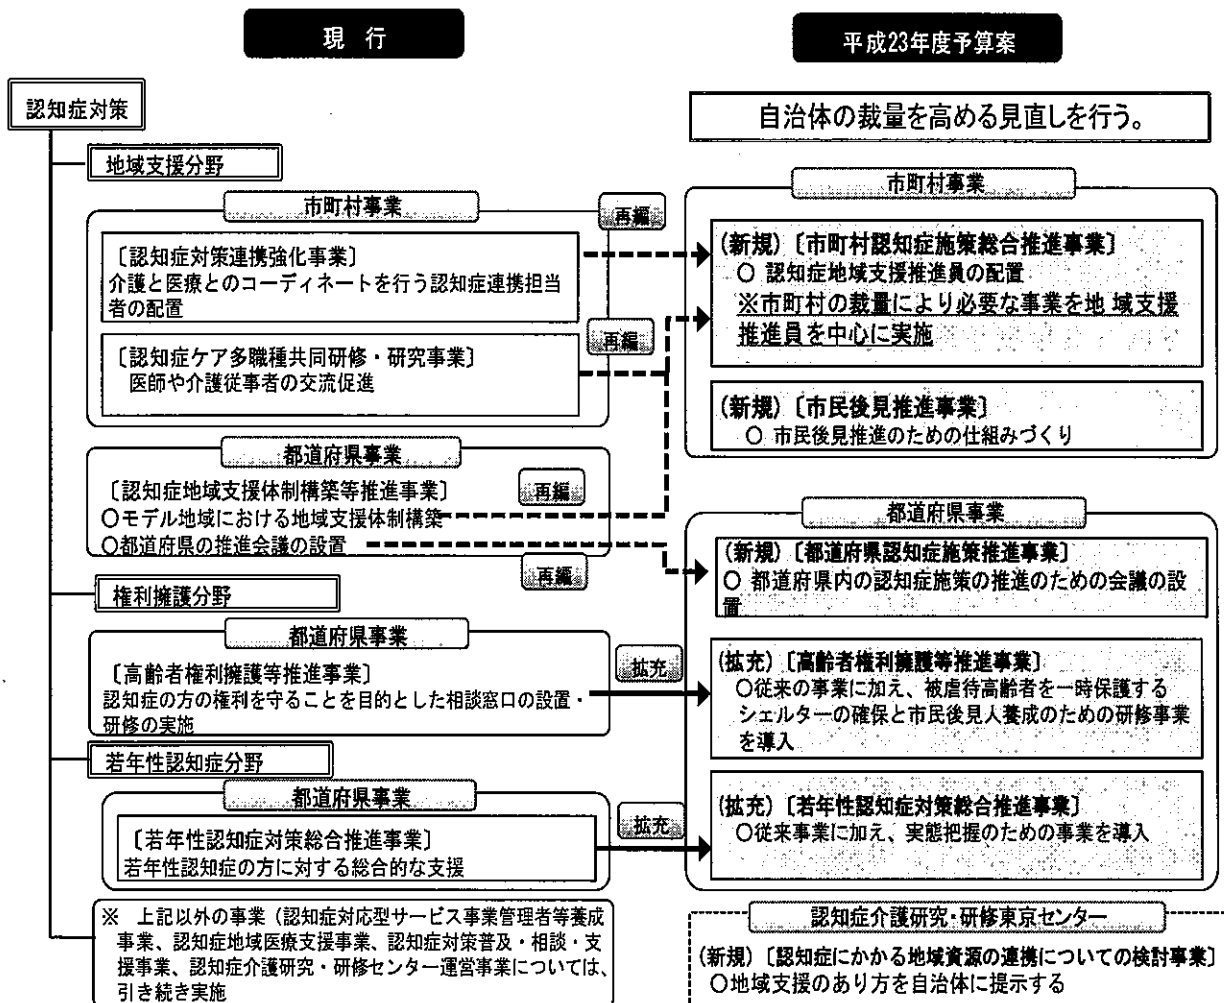 現 行
認知症対策
地域支援分野
市町村事業
再編
〔認知症対策連携強化事業〕
介護と医療とのコーディネートを行う認知症連携担当
者の配置
再編
〔認知症ケア多職種共同研修・研究事業〕
医師や介護従事者の交流促進
都道府県事業
〔認知症地域支援体制構築等推進事業〕
再編
○モデル地域における地域支援体制構築
○都道府県の推進会議の設置
再編
権利擁護分野
都道府県事業
〔高齢者権利擁護等推進事業〕
拡充
認知症の方の権利を守ることを目的とした相談窓口の設置・
研修の実施
若年性認知症分野
都道府県事業
拡充
〔若年性認知症対策総合推進事業〕
若年性認知症の方に対する総合的な支援
※ 上記以外の事業（認知症対応型サービス事業管理者等養成
事業、認知症地域医療支援事業、認知症対策普及・相談・支
援事業、認知症介護研究・研修センター運営事業については、
引き続き実施
平成23年度予算案
自治体の裁量を高める見直しを行う。
市町村事業
(新規)〔市町村認知症施策総合推進事業〕
○ 認知症地域支援推進員の配置
※市町村の裁量により必要な事業を地 域支援
推進員を中心に実施
(新規)〔市民後見推進事業〕
○ 市民後見推進のための仕組みづくり
都道府県事業
(新規)〔都道府県認知症施策推進事業〕
○ 都道府県内の認知症施策の推進のための会議の設
置
(拡充)〔高齢者権利擁護等推進事業〕
○従来の事業に加え、被虐待高齢者を一時保護する
シェルターの確保と市民後見人養成のための研修事業
を導入
(拡充)〔若年性認知症対策総合推進事業〕
○従来事業に加え、実態把握のための事業を導入
認知症介護研究・研修東京センター
(新規)〔認知症にかかる地域資源の連携についての検討事業〕
○地域支援のあり方を自治体に提示する